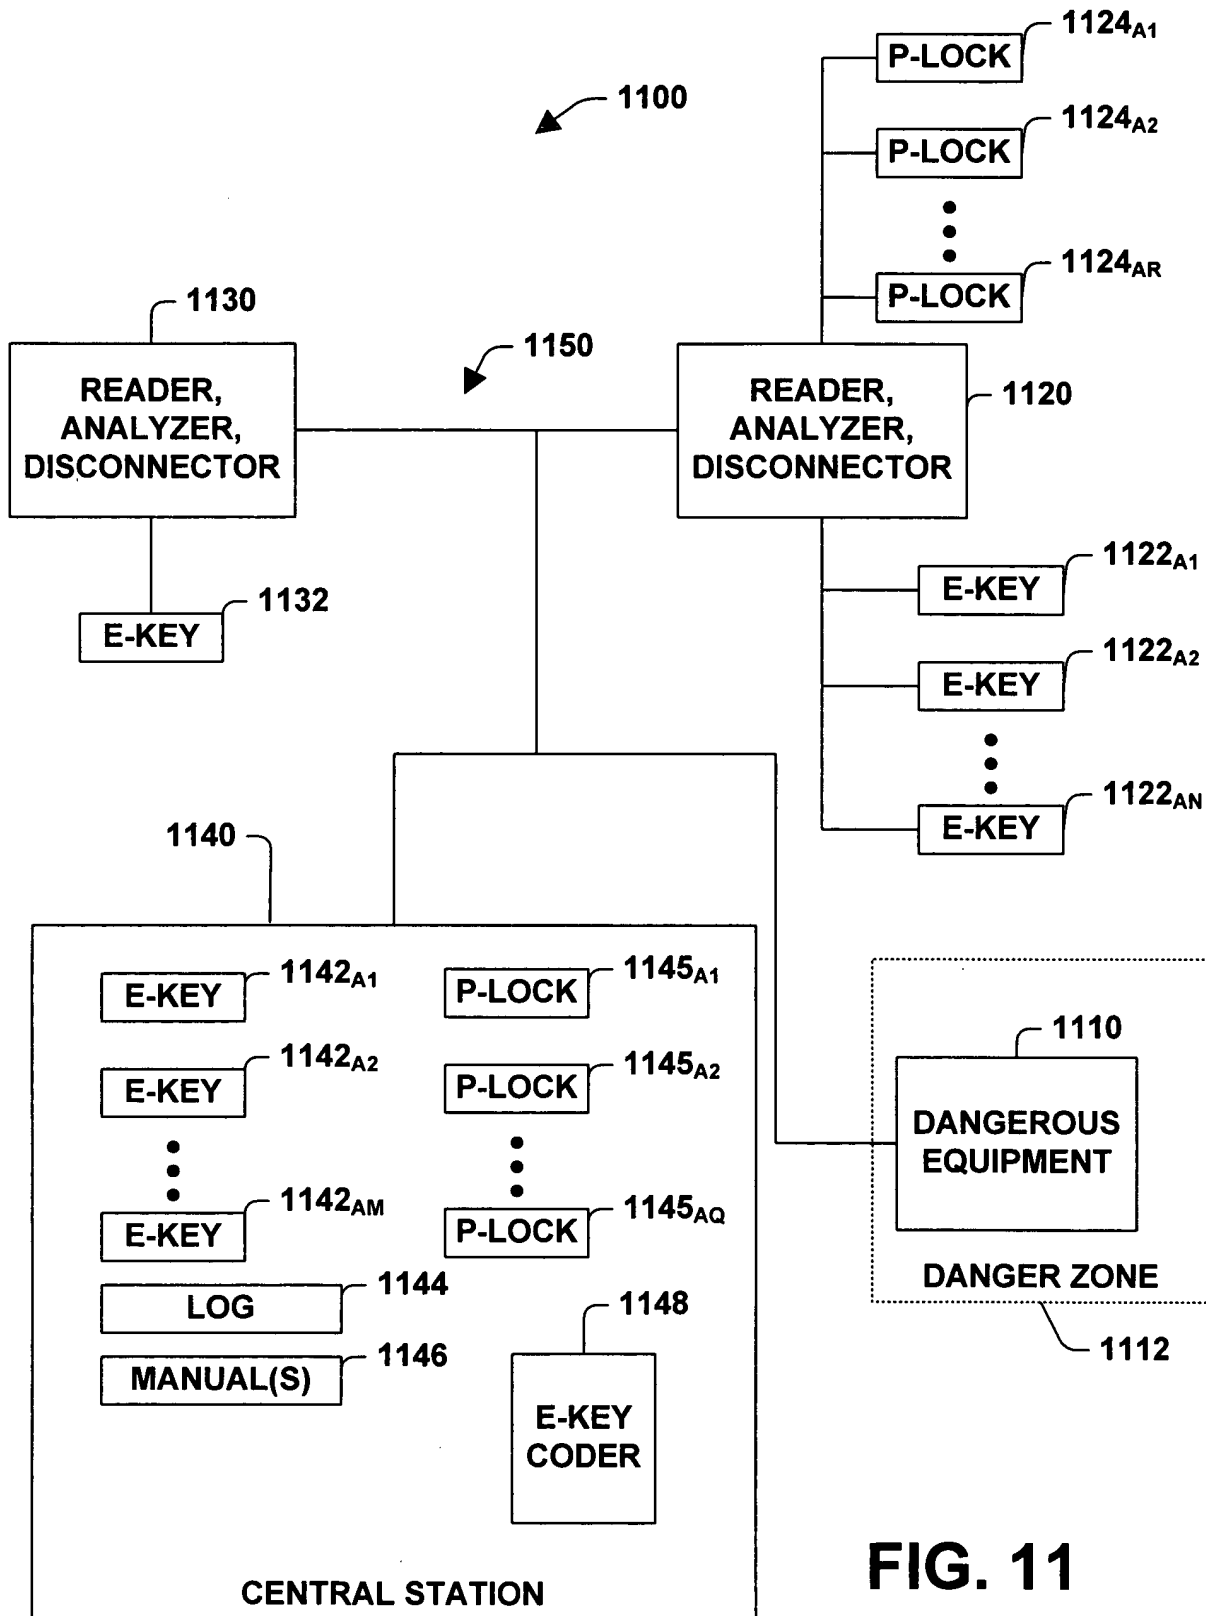 1124A1
P-LOCK
1100
1124A2
P-LOCK
1124AR
P-LOCK
1130
1150
READER,
ANALYZER,
DISCONNECTOR
READER,
ANALYZER,
DISCONNECTOR
1120
1122A1
E-KEY
1132
E-KEY
1122A2
E-KEY
1122AN
E-KEY
1140
1142A1
E-KEY
1145A1
P-LOCK
1142A2
E-KEY
1145A2
P-LOCK
1142AM
E-KEY
1145AQ
P-LOCK
1144
LOG
1146
MANUAL(S)
1148
E-KEY
CODER
CENTRAL STATION
1110
DANGEROUS
EQUIPMENT
DANGER ZONE
1112
FIG. 11